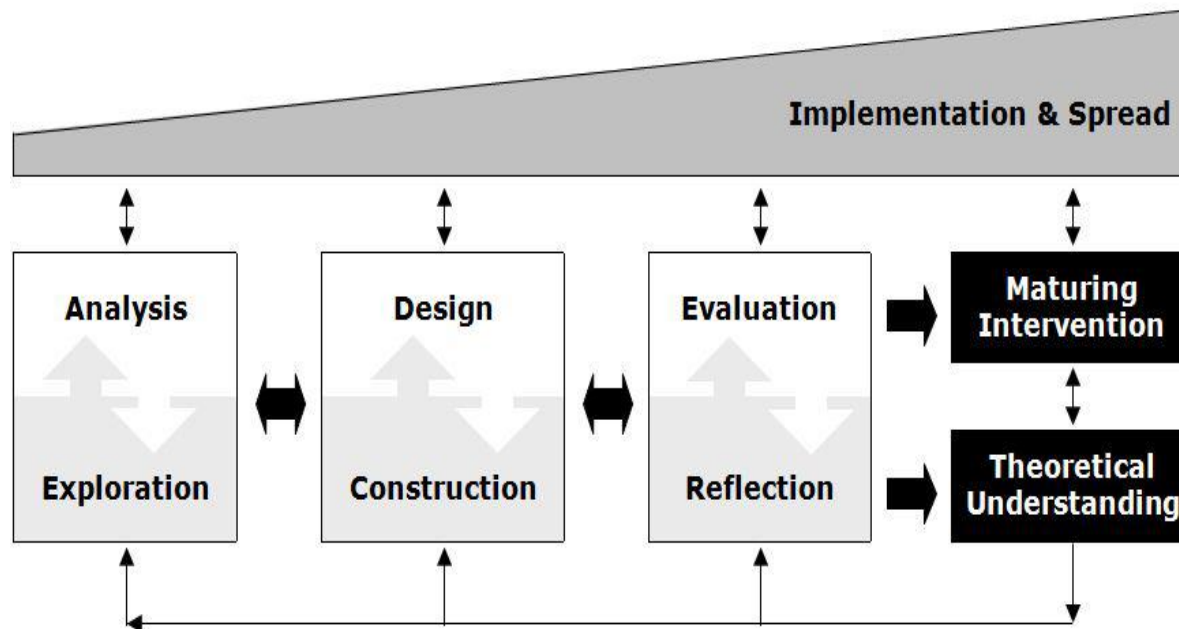 Implementation & Spread
Analysis
Exploration
Design
Construction
Evaluation
Reflection
Maturing
Intervention
Theoretical
Understanding